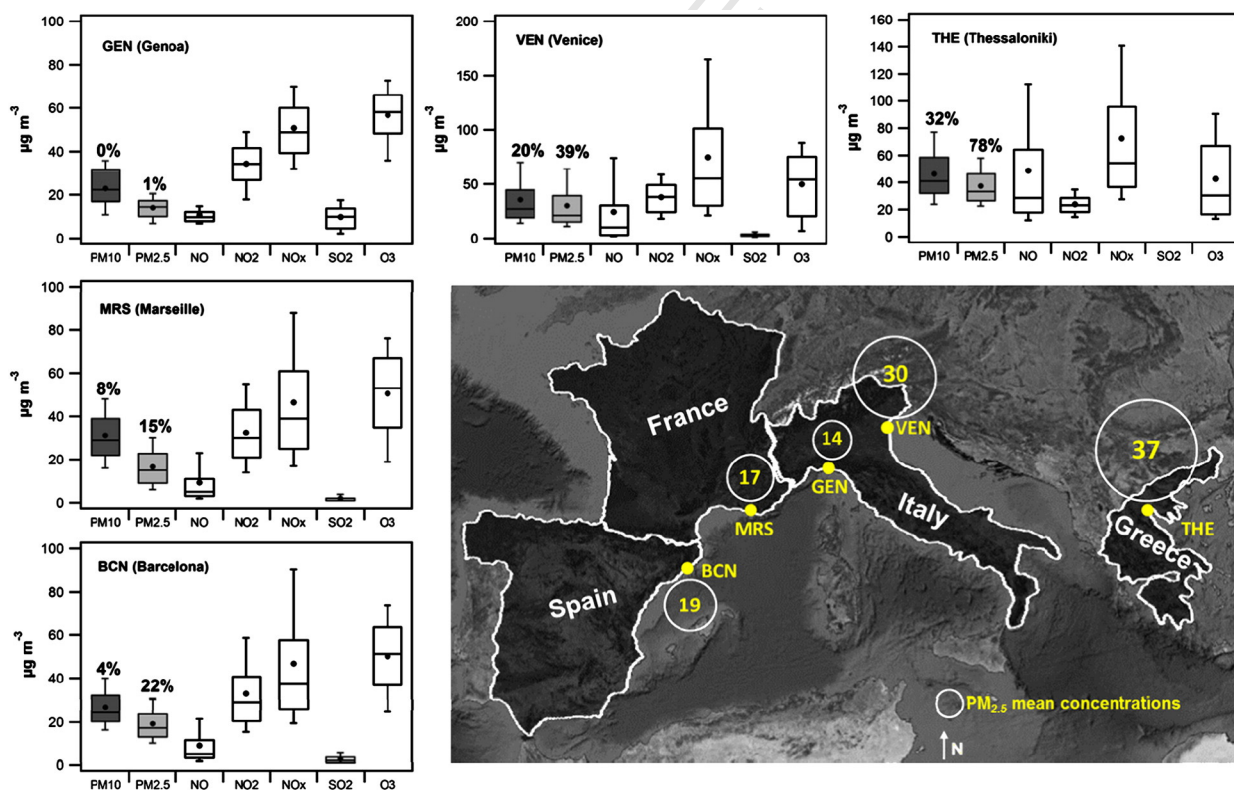 GEN (Genoa)
µg m⁻³
100
80
60
40
20
0
0%
1%
PM10 PM2.5 NO NO2 NOx SO2 O3
VEN (Venice)
µg m⁻³
200
150
100
50
0
20%
39%
PM10 PM2.5 NO NO2 NOx SO2 O3
THE (Thessaloniki)
µg m⁻³
160
140
120
100
80
60
40
20
0
32%
78%
PM10 PM2.5 NO NO2 NOx SO2 O3
MRS (Marseille)
µg m⁻³
100
80
60
40
20
0
8%
15%
PM10 PM2.5 NO NO2 NOx SO2 O3
BCN (Barcelona)
µg m⁻³
100
80
60
40
20
0
4%
22%
PM10 PM2.5 NO NO2 NOx SO2 O3
30
VEN
France
14
GEN
37
17
MRS
Italy
THE
Greece
BCN
Spain
19
PM2.5 mean concentrations
N